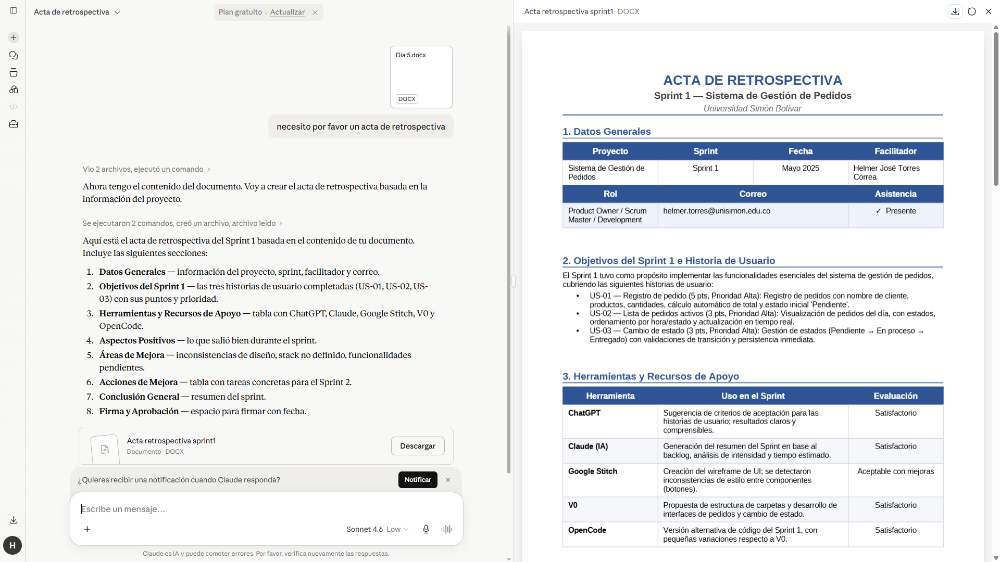 Acta de retrospectiva
Plan gratuito · Actualizar
Dia 5.docx
DOCX
necesito por favor un acta de retrospectiva
Vio 2 archivos, ejecutó un comando
Ahora tengo el contenido del documento. Voy a crear el acta de retrospectiva basada en la
información del proyecto.
Se ejecutaron 2 comandos, creó un archivo, archivo leído
Aquí está el acta de retrospectiva del Sprint 1 basada en el contenido de tu documento.
Incluye las siguientes secciones:
1. Datos Generales — información del proyecto, sprint, facilitador y correo.
2. Objetivos del Sprint 1 — las tres historias de usuario completadas (US-01, US-02, US-
03) con sus puntos y prioridad.
3. Herramientas y Recursos de Apoyo — tabla con ChatGPT, Claude, Google Stitch, V0 y
OpenCode.
4. Aspectos Positivos — lo que salió bien durante el sprint.
5. Áreas de Mejora — inconsistencias de diseño, stack no definido, funcionalidades
pendientes.
6. Acciones de Mejora — tabla con tareas concretas para el Sprint 2.
7. Conclusión General — resumen del sprint.
8. Firma y Aprobación — espacio para firmar con fecha.
Acta retrospectiva sprint1
Documento · DOCX
Descargar
¿Quieres recibir una notificación cuando Claude responda?
Notificar
Escribe un mensaje...
Sonnet 4.6 Low
H
Claude es IA y puede cometer errores. Por favor, verifica nuevamente las respuestas.
Acta retrospectiva sprint1 · DOCX
ACTA DE RETROSPECTIVA
Sprint 1 — Sistema de Gestión de Pedidos
Universidad Simón Bolívar
1. Datos Generales
Proyecto Sprint Fecha Facilitador
Sistema de Gestión de Sprint 1 Mayo 2025 Helmer José Torres
Pedidos Correa
Rol Correo Asistencia
Product Owner / Scrum helmer.torres@unisimon.edu.co ✓ Presente
Master / Development
2. Objetivos del Sprint 1 e Historia de Usuario
El Sprint 1 tuvo como propósito implementar las funcionalidades esenciales del sistema de gestión de pedidos,
cubriendo las siguientes historias de usuario:
• US-01 — Registro de pedido (5 pts, Prioridad Alta): Registro de pedidos con nombre de cliente,
productos, cantidades, cálculo automático de total y estado inicial 'Pendiente'.
• US-02 — Lista de pedidos activos (3 pts, Prioridad Alta): Visualización de pedidos del día, con estados,
ordenamiento por hora/estado y actualización en tiempo real.
• US-03 — Cambio de estado (3 pts, Prioridad Alta): Gestión de estados (Pendiente → En proceso →
Entregado) con validaciones de transición y persistencia inmediata.
3. Herramientas y Recursos de Apoyo
Herramienta Uso en el Sprint Evaluación
ChatGPT Sugerencia de criterios de aceptación para las Satisfactorio
historias de usuario; resultados claros y
comprensibles.
Claude (IA) Generación del resumen del Sprint en base al Satisfactorio
backlog, análisis de intensidad y tiempo estimado.
Google Stitch Creación del wireframe de UI; se detectaron Aceptable con mejoras
inconsistencias de estilo entre componentes
(botones).
V0 Propuesta de estructura de carpetas y desarrollo de Satisfactorio
interfaces de pedidos y cambio de estado.
OpenCode Versión alternativa de código del Sprint 1, con Satisfactorio
pequeñas variaciones respecto a V0.